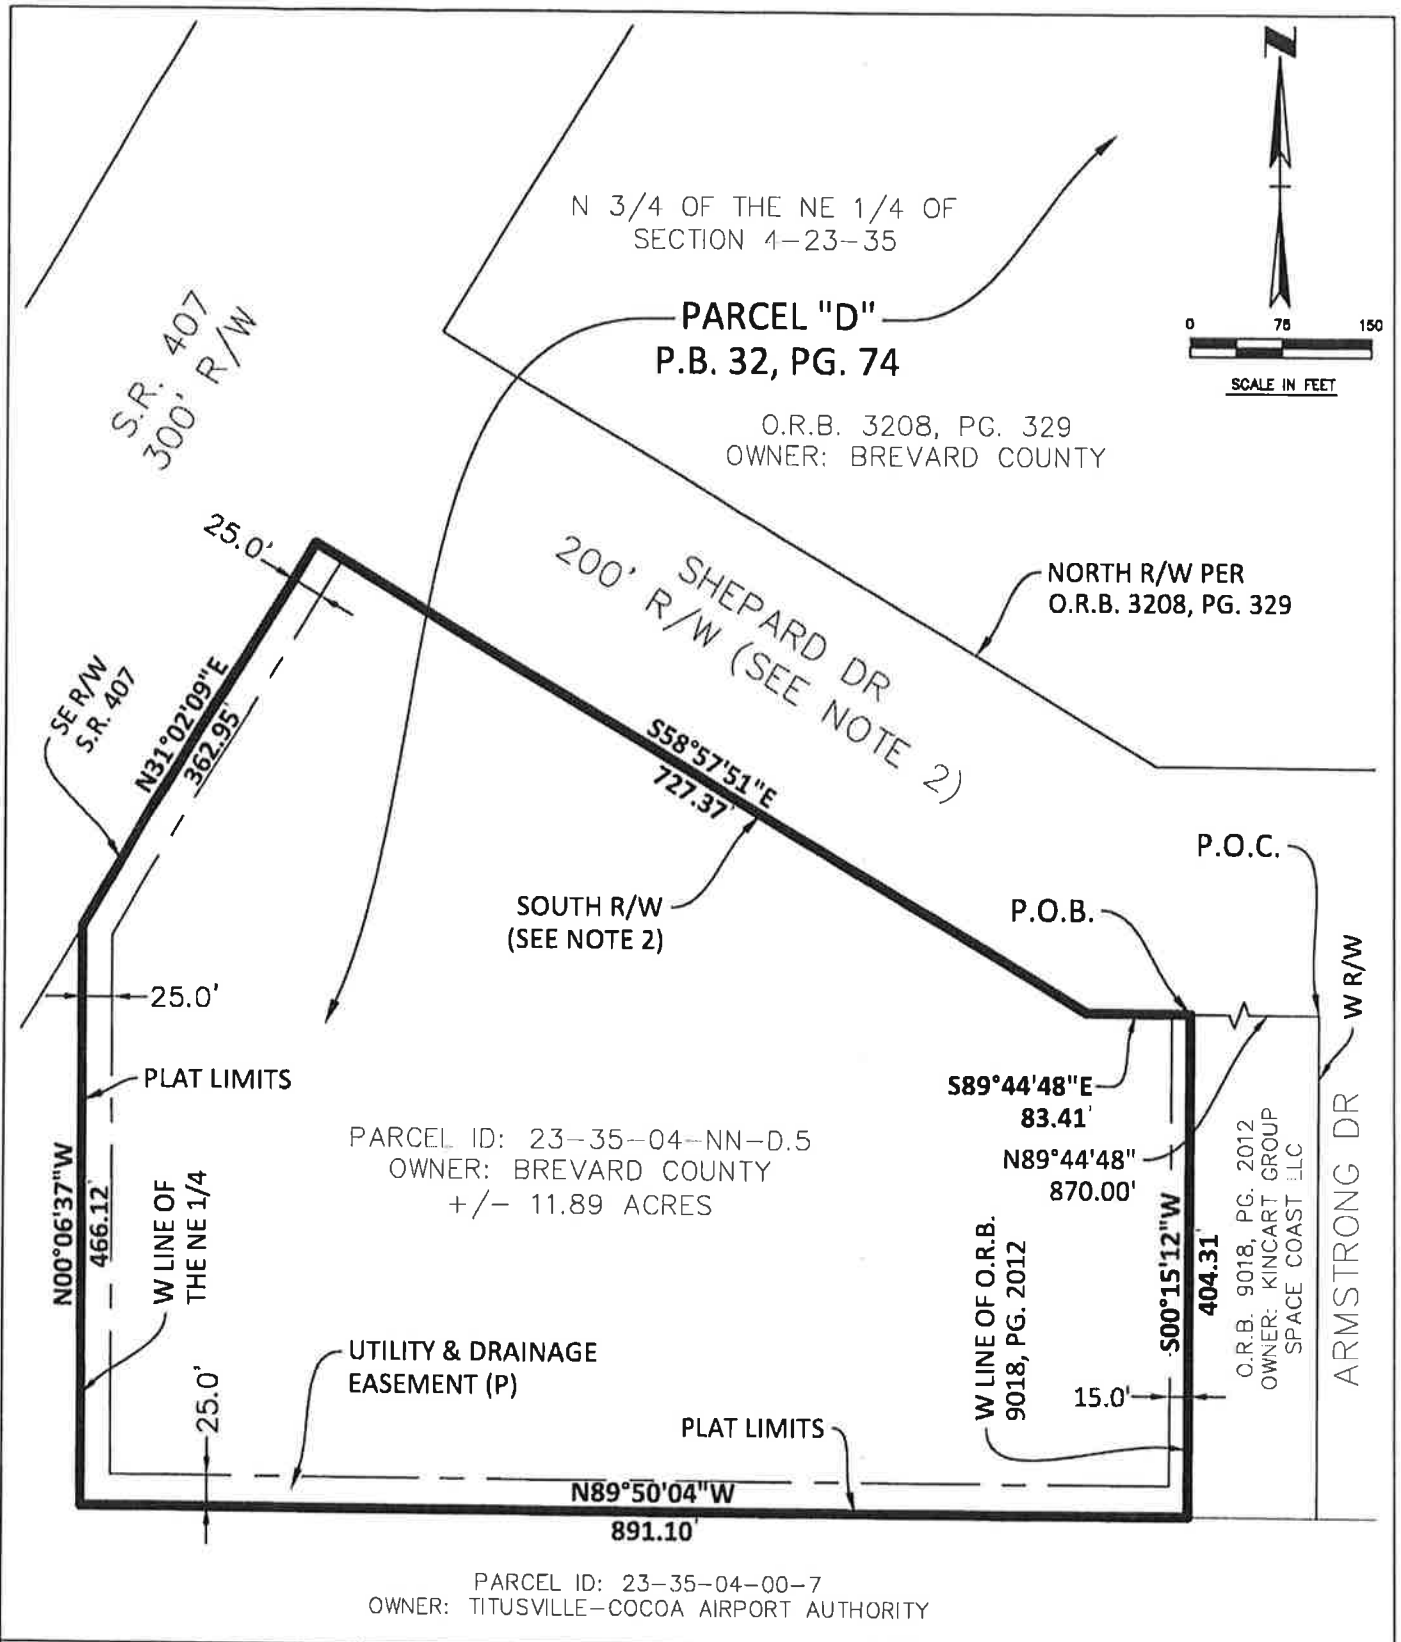 N
N 3/4 OF THE NE 1/4 OF
SECTION 4-23-35
PARCEL "D"
P.B. 32, PG. 74
0 75 150
SCALE IN FEET
S.R. 407
300' R/W
O.R.B. 3208, PG. 329
OWNER: BREVARD COUNTY
25.0'
SHEPARD DR
200' R/W (SEE NOTE 2)
NORTH R/W PER
O.R.B. 3208, PG. 329
SE R/W
S.R. 407
N31°02'09"E
362.95'
S58°57'51"E
727.37'
P.O.C.
SOUTH R/W
(SEE NOTE 2)
P.O.B.
W R/W
25.0'
PLAT LIMITS
S89°44'48"E
83.41'
N89°44'48"
870.00'
PARCEL ID: 23-35-04-NN-D.5
OWNER: BREVARD COUNTY
+/- 11.89 ACRES
N00°06'37"W
466.12'
W LINE OF
THE NE 1/4
W LINE OF O.R.B.
9018, PG. 2012
S00°15'12"W
404.31'
O.R.B. 9018, PG. 2012
OWNER: KINCART GROUP
SPACE COAST LLC
ARMSTRONG DR
UTILITY & DRAINAGE
EASEMENT (P)
25.0'
15.0'
PLAT LIMITS
N89°50'04"W
891.10'
PARCEL ID: 23-35-04-00-7
OWNER: TITUSVILLE-COCOA AIRPORT AUTHORITY